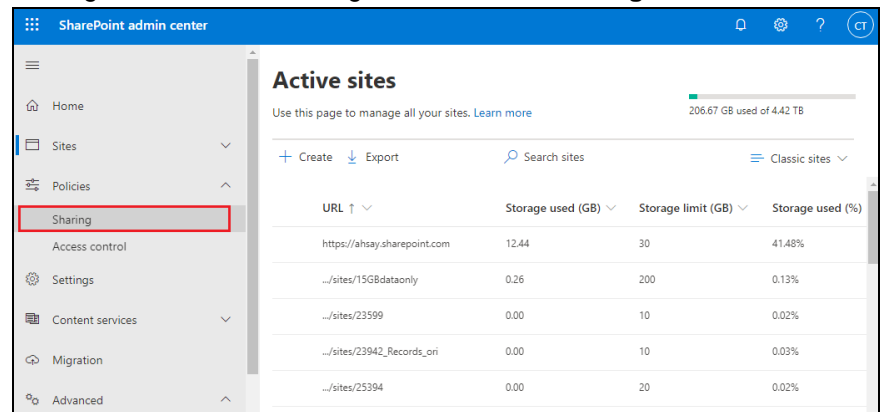 SharePoint admin center
?
CT
Home
Sites
Policies
Sharing
Access control
Settings
Content services
Migration
Advanced
Active sites
Use this page to manage all your sites. Learn more
206.67 GB used of 4.42 TB
+ Create ↓ Export Search sites Classic sites
URL ↑ Storage used (GB) Storage limit (GB) Storage used (%)
https://ahsay.sharepoint.com 12.44 30 41.48%
.../sites/15GBdataonly 0.26 200 0.13%
.../sites/23599 0.00 10 0.02%
.../sites/23942_Records_ori 0.00 10 0.03%
.../sites/25394 0.00 20 0.02%